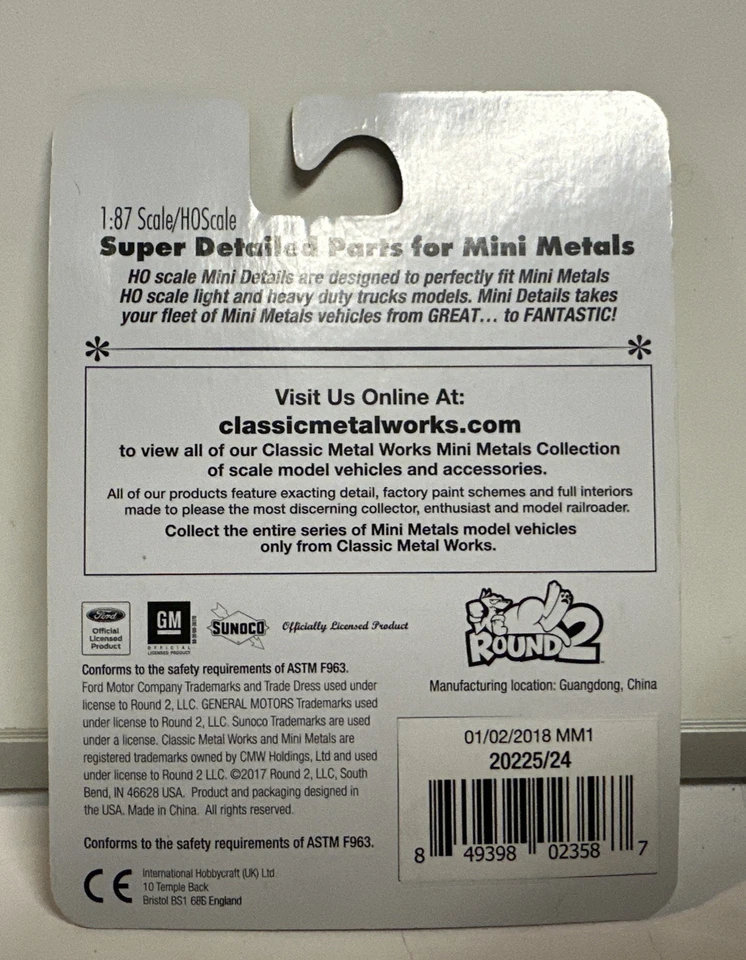 1:87 Scale/HOScale
Super Detailed Parts for Mini Metals
HO scale Mini Details are designed to perfectly fit Mini Metals
HO scale light and heavy duty trucks models. Mini Details takes
your fleet of Mini Metals vehicles from GREAT... to FANTASTIC!
Visit Us Online At:
classicmetalworks.com
to view all of our Classic Metal Works Mini Metals Collection
of scale model vehicles and accessories.
All of our products feature exacting detail, factory paint schemes and full interiors
made to please the most discerning collector, enthusiast and model railroader.
Collect the entire series of Mini Metals model vehicles
only from Classic Metal Works.
Ford
Official
Licensed
Product
GM
OFFICIAL
LICENSED PRODUCT
SUNOCO
Officially Licensed Product
ROUND 2
Conforms to the safety requirements of ASTM F963.
Ford Motor Company Trademarks and Trade Dress used under
license to Round 2, LLC. GENERAL MOTORS Trademarks used
under license to Round 2, LLC. Sunoco Trademarks are used
under a license. Classic Metal Works and Mini Metals are
registered trademarks owned by CMW Holdings, Ltd and used
under license to Round 2 LLC. ©2017 Round 2, LLC, South
Bend, IN 46628 USA. Product and packaging designed in
the USA. Made in China. All rights reserved.
Manufacturing location: Guangdong, China
01/02/2018 MM1
20225/24
8 49398 02358 7
Conforms to the safety requirements of ASTM F963.
CE
International Hobbycraft (UK) Ltd
10 Temple Back
Bristol BS1 6BE England